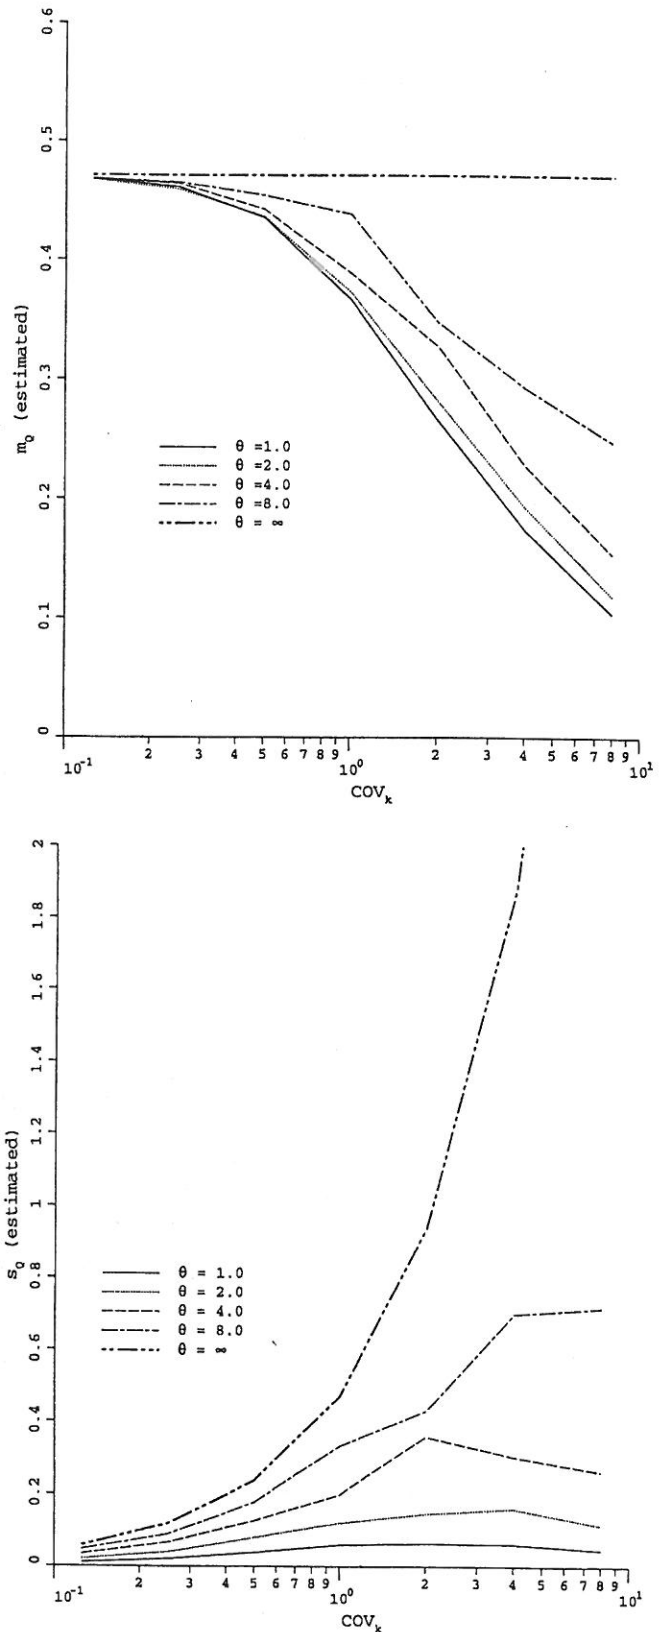 0.6
0.5
0.4
0.3
0.2
0.1
0
m_Q (estimated)
θ =1.0
θ =2.0
θ =4.0
θ =8.0
θ = ∞
10^-1 2 3 4 5 6 7 8 9 10^0 2 3 4 5 6 7 8 9 10^1
COV_k
2
1.8
1.6
1.4
1.2
1
0.8
0.6
0.4
0.2
0
s_Q (estimated)
θ = 1.0
θ = 2.0
θ = 4.0
θ = 8.0
θ = ∞
10^-1 2 3 4 5 6 7 8 9 10^0 2 3 4 5 6 7 8 9 10^1
COV_k